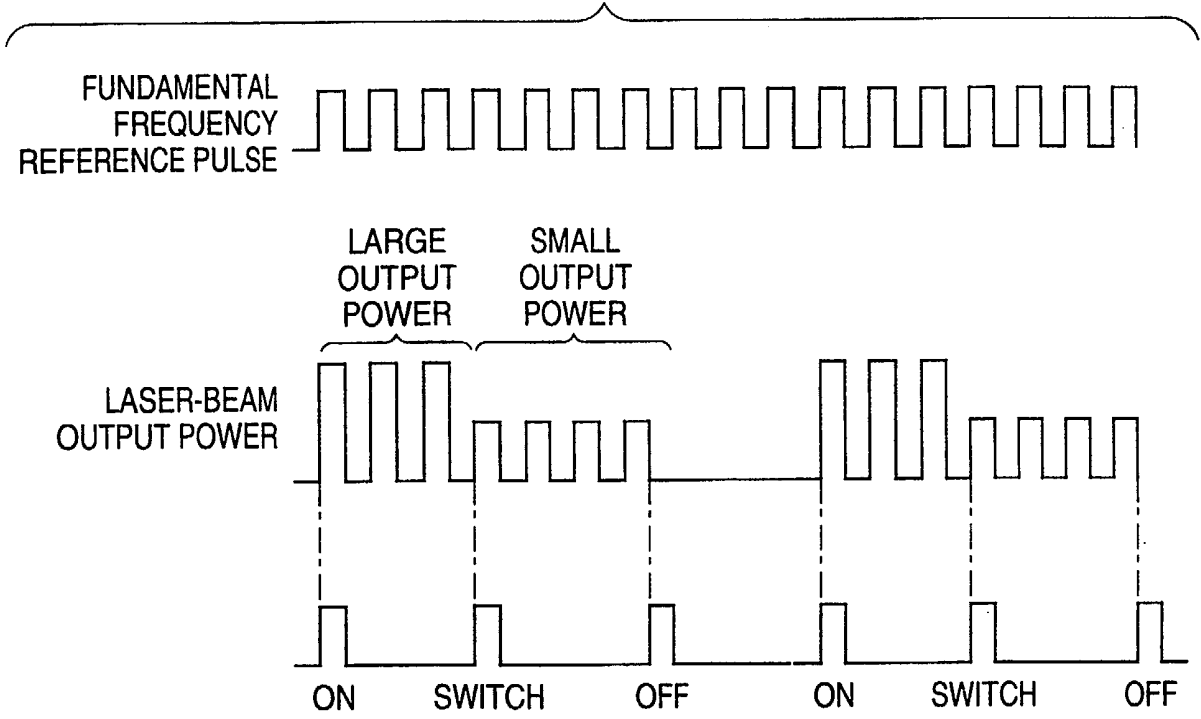 FUNDAMENTAL
FREQUENCY
REFERENCE PULSE
LARGE
OUTPUT
POWER
SMALL
OUTPUT
POWER
LASER-BEAM
OUTPUT POWER
ON SWITCH OFF ON SWITCH OFF